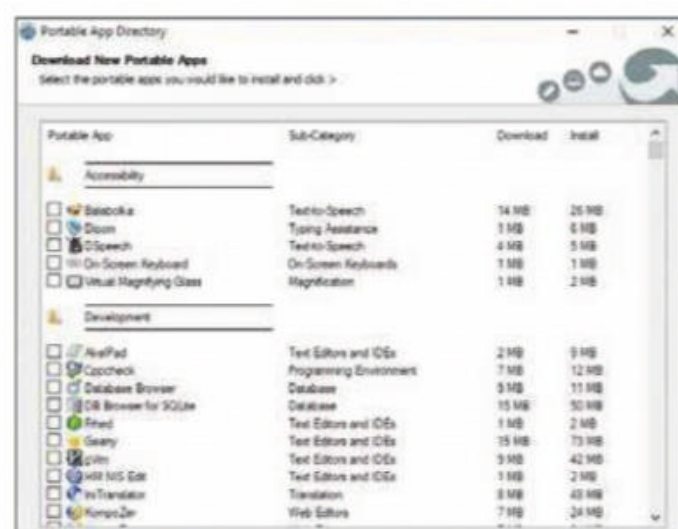 Portable App Directory
Download New Portable Apps
Select the portable apps you would like to install and click >
Portable App Sub-Category Download Install
Accessibility
Balabolka Text-to-Speech 14 MB 26 MB
Dicom Typing Assistance 1 MB 6 MB
DSpeech Text-to-Speech 4 MB 5 MB
On-Screen Keyboard On-Screen Keyboards 1 MB 1 MB
Virtual Magnifying Glass Magnification 1 MB 2 MB
Development
AkelPad Text Editors and IDEs 2 MB 9 MB
Cppcheck Programming Environment 7 MB 12 MB
Database Browser Database 9 MB 11 MB
DB Browser for SQLite Database 15 MB 50 MB
Frhed Text Editors and IDEs 1 MB 2 MB
Geany Text Editors and IDEs 15 MB 73 MB
gVim Text Editors and IDEs 9 MB 42 MB
HM NIS Edit Text Editors and IDEs 1 MB 2 MB
IniTranslator Translation 8 MB
KompoZer Web Editors 7 MB 24 MB